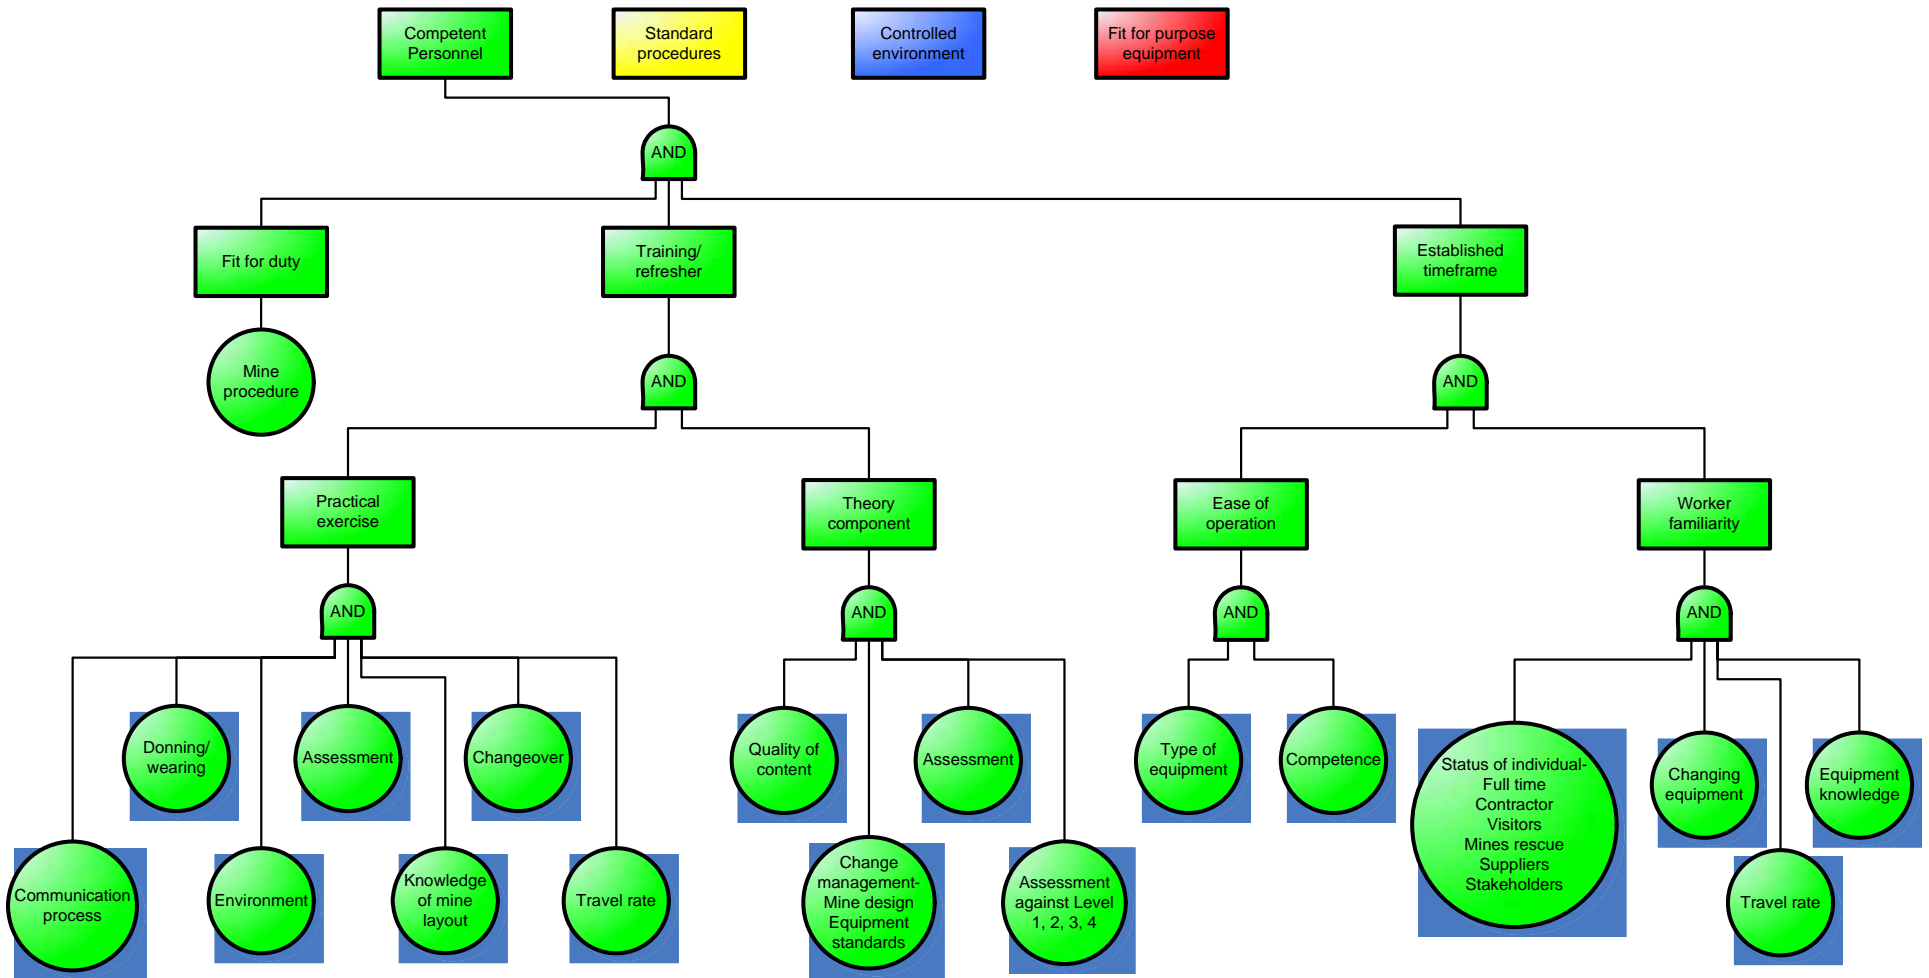 Competent
Personnel
Standard
procedures
Controlled
environment
Fit for purpose
equipment
AND
Fit for duty
Training/
refresher
Established
timeframe
Mine
procedure
AND
AND
Practical
exercise
Theory
component
Ease of
operation
Worker
familiarity
AND
AND
AND
AND
Donning/
wearing
Assessment
Changeover
Quality of
content
Assessment
Type of
equipment
Competence
Status of individual-
Full time
Contractor
Visitors
Mines rescue
Suppliers
Stakeholders
Changing
equipment
Equipment
knowledge
Communication
process
Environment
Knowledge
of mine
layout
Travel rate
Change
management-
Mine design
Equipment
standards
Assessment
against Level
1, 2, 3, 4
Travel rate